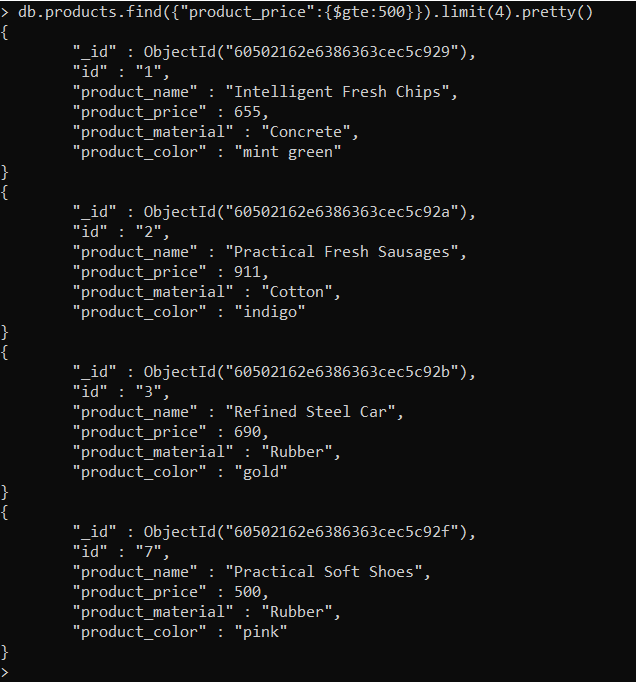 > db.products.find({"product_price":{$gte:500}}).limit(4).pretty()
{
        "_id" : ObjectId("60502162e6386363cec5c929"),
        "id" : "1",
        "product_name" : "Intelligent Fresh Chips",
        "product_price" : 655,
        "product_material" : "Concrete",
        "product_color" : "mint green"
}
{
        "_id" : ObjectId("60502162e6386363cec5c92a"),
        "id" : "2",
        "product_name" : "Practical Fresh Sausages",
        "product_price" : 911,
        "product_material" : "Cotton",
        "product_color" : "indigo"
}
{
        "_id" : ObjectId("60502162e6386363cec5c92b"),
        "id" : "3",
        "product_name" : "Refined Steel Car",
        "product_price" : 690,
        "product_material" : "Rubber",
        "product_color" : "gold"
}
{
        "_id" : ObjectId("60502162e6386363cec5c92f"),
        "id" : "7",
        "product_name" : "Practical Soft Shoes",
        "product_price" : 500,
        "product_material" : "Rubber",
        "product_color" : "pink"
}
>